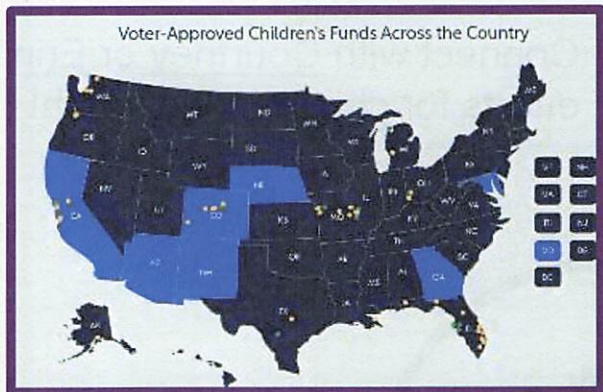 Voter-Approved Children's Funds Across the Country
WA
MT
ND
MN
ME
OR
ID
SD
WI
MI
NY
WY
IA
PA
NV
NE
IL
IN
OH
UT
CO
WV
VA
CA
KS
MO
KY
NC
TN
AZ
NM
OK
AR
SC
MS
AL
GA
TX
LA
FL
AK
VT
NH
MA
CT
RI
NJ
MD
DE
DC